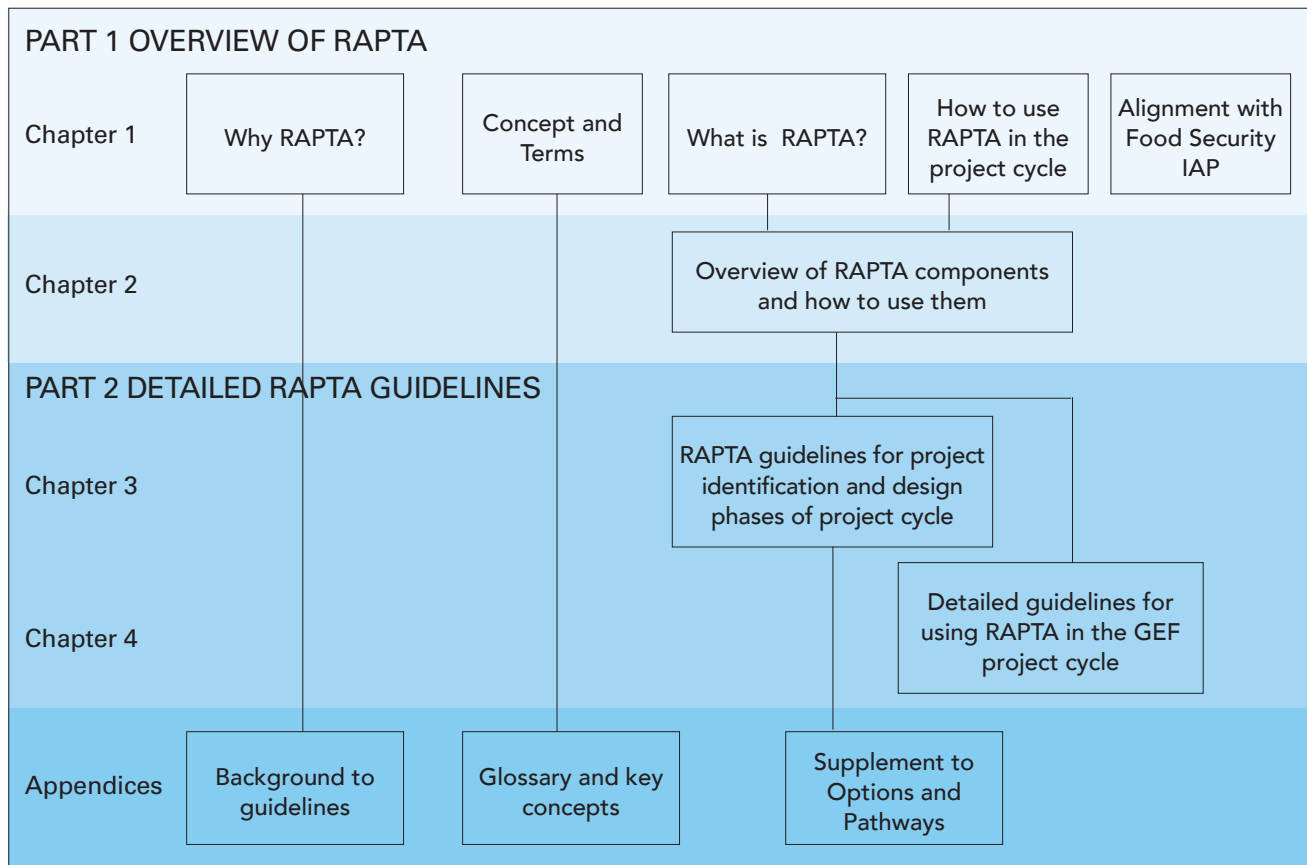 PART 1 OVERVIEW OF RAPTA
Chapter 1
Why RAPTA?
Concept and
Terms
What is RAPTA?
How to use
RAPTA in the
project cycle
Alignment with
Food Security
IAP
Chapter 2
Overview of RAPTA components
and how to use them
PART 2 DETAILED RAPTA GUIDELINES
Chapter 3
RAPTA guidelines for project
identification and design
phases of project cycle
Chapter 4
Detailed guidelines for
using RAPTA in the GEF
project cycle
Appendices
Background to
guidelines
Glossary and key
concepts
Supplement to
Options and
Pathways